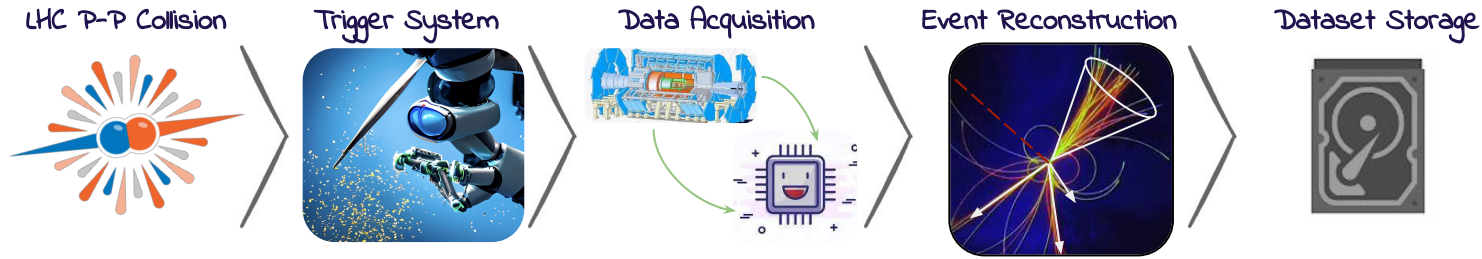 LHC P-P Collision
Trigger System
Data Acquisition
Event Reconstruction
Dataset Storage